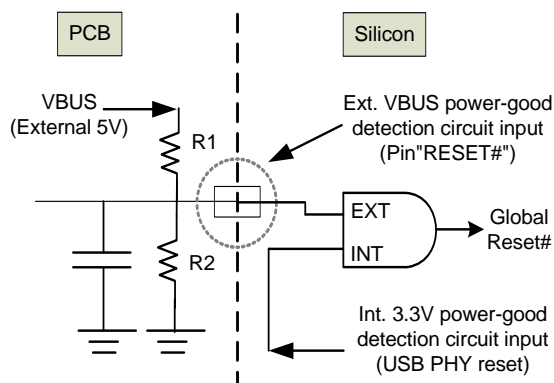 PCB
Silicon
VBUS
(External 5V)
R1
R2
Ext. VBUS power-good
detection circuit input
(Pin"RESET#")
EXT
INT
Global
Reset#
Int. 3.3V power-good
detection circuit input
(USB PHY reset)